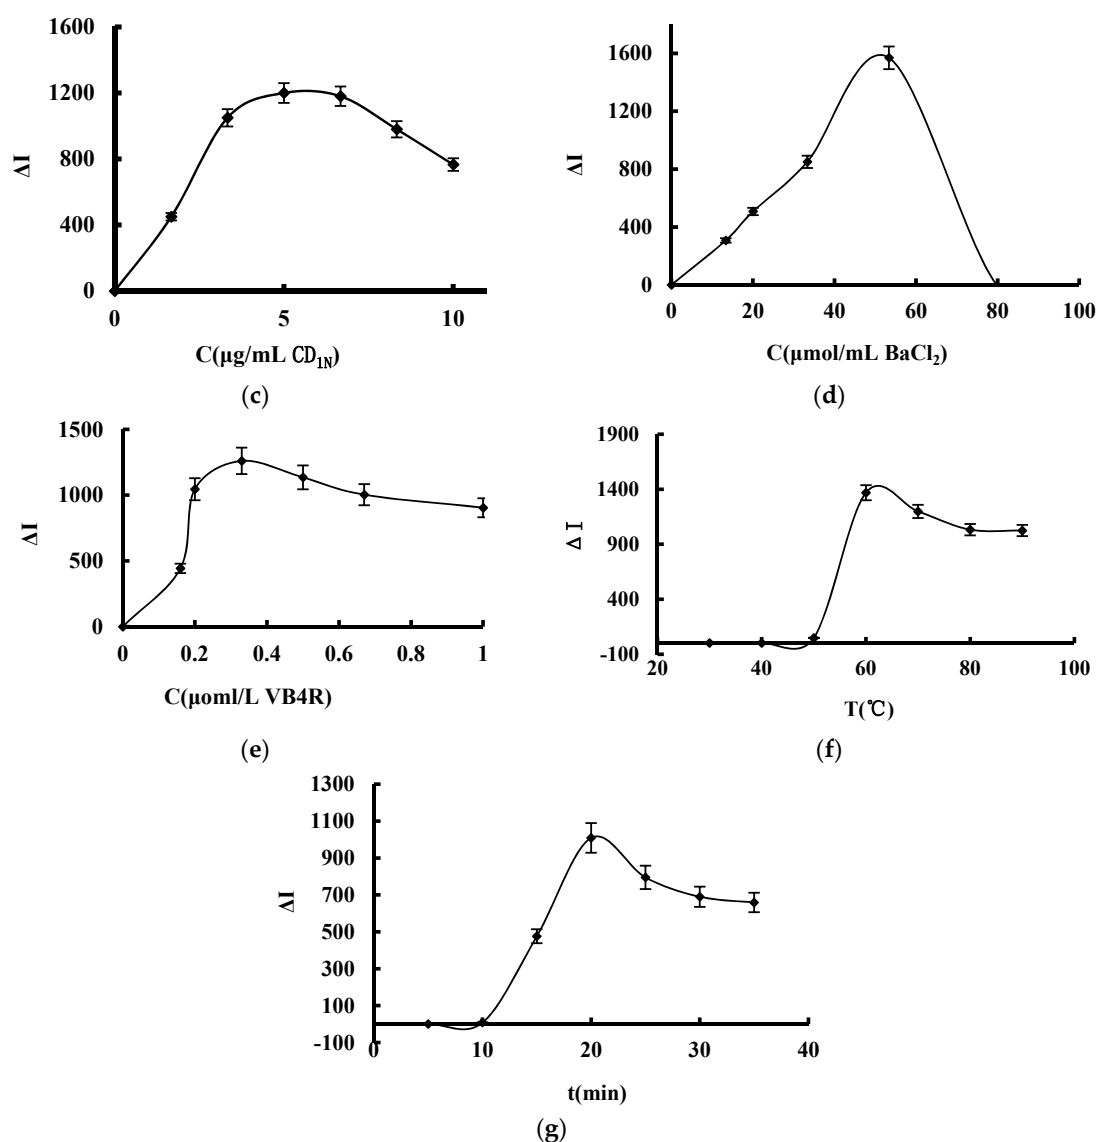 1600
1200
800
400
0
ΔI
0 5 10
C(μg/mL CD1N)
(c)
1600
1200
800
400
0
ΔI
0 20 40 60 80 100
C(μmol/mL BaCl2)
(d)
1500
1000
500
0
ΔI
0 0.2 0.4 0.6 0.8 1
C(μoml/L VB4R)
(e)
1900
1400
900
400
-100
ΔI
20 40 60 80 100
T(℃)
(f)
1300
1100
900
700
500
300
100
-100
ΔI
0 10 20 30 40
t(min)
(g)